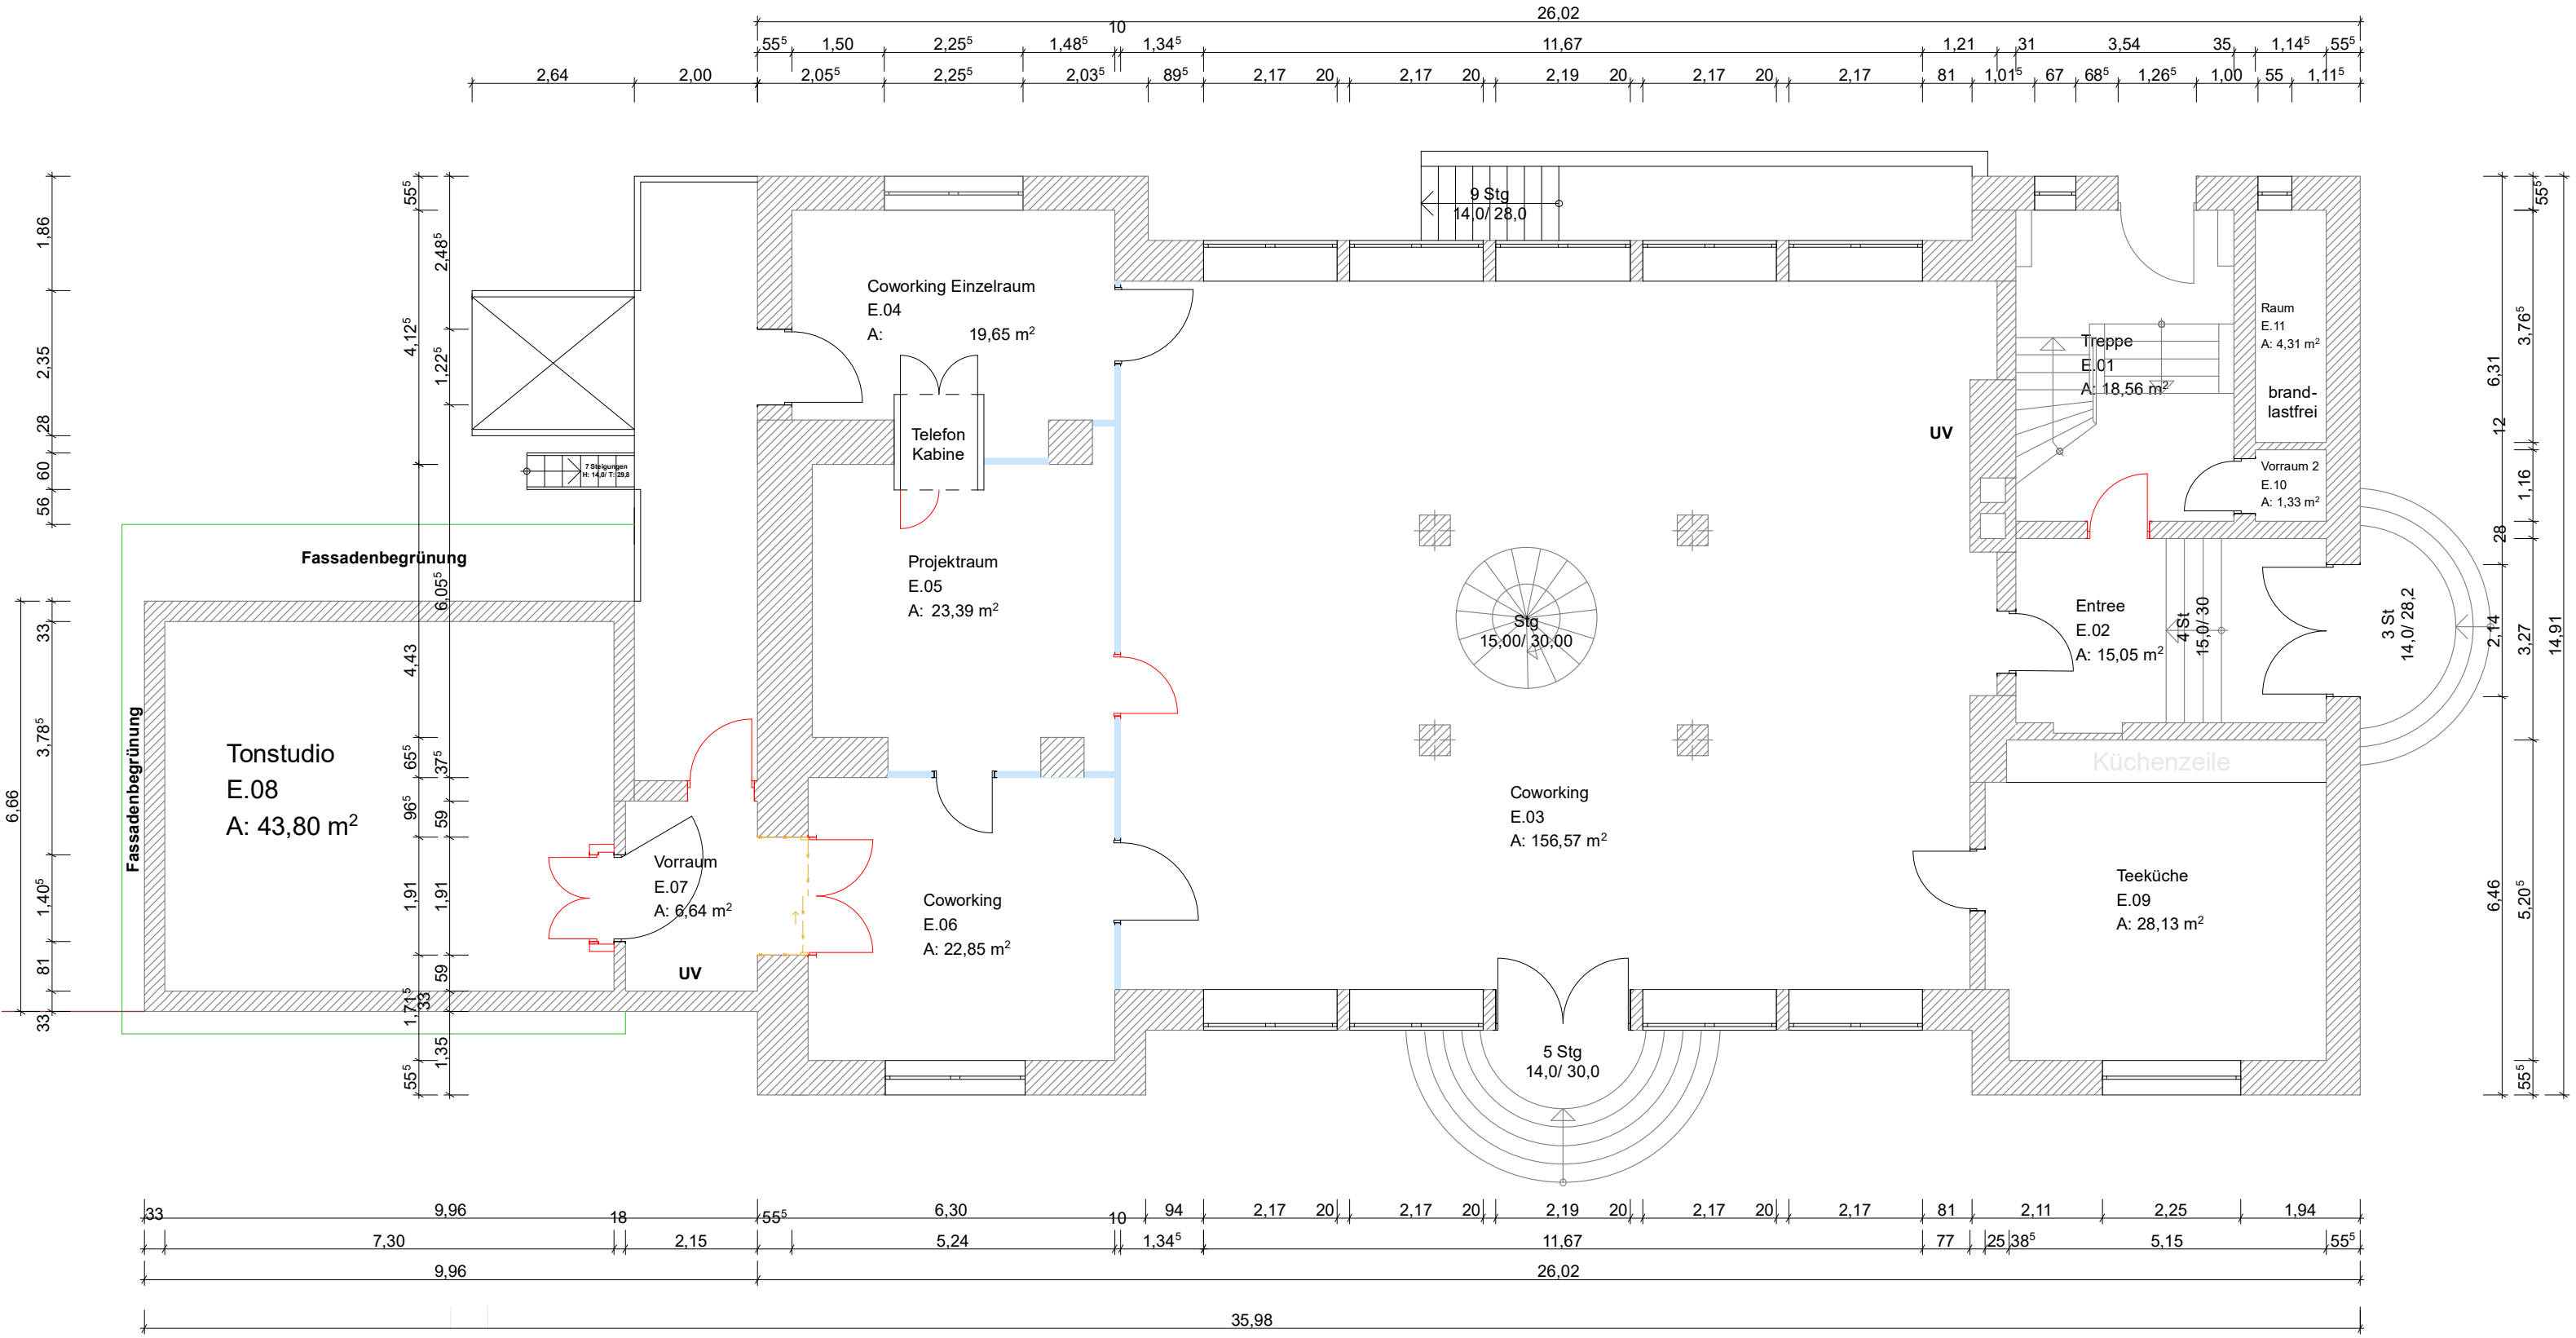 26,02
10
55⁵ 1,50 2,25⁵ 1,48⁵ 1,34⁵ 11,67 1,21 31 3,54 35 1,14⁵ 55⁵
2,64 2,00 2,05⁵ 2,25⁵ 2,03⁵ 89⁵ 2,17 20 2,17 20 2,19 20 2,17 20 2,17 81 1,01⁵ 67 68⁵ 1,26⁵ 1,00 55 1,11⁵
1,86
2,35
28
60
56
6,66
33
3,78⁵
1,40⁵
81
33
55⁵
4,12⁵
4,43
65⁵
96⁵
1,91
1,71⁵
55⁵
2,48⁵
1,22⁵
6,05⁵
37⁵
59
1,91
59
33
1,35
9 Stg
14,0/ 28,0
Coworking Einzelraum
E.04
A: 19,65 m²
Telefon
Kabine
7 Steigungen
H: 14,0/ T: 29,8
Fassadenbegrünung
Fassadenbegrünung
Projektraum
E.05
A: 23,39 m²
Tonstudio
E.08
A: 43,80 m²
Vorraum
E.07
A: 6,64 m²
UV
Coworking
E.06
A: 22,85 m²
Stg
15,00/ 30,00
Coworking
E.03
A: 156,57 m²
5 Stg
14,0/ 30,0
UV
Treppe
E.01
A: 18,56 m²
Raum
E.11
A: 4,31 m²
brand-
lastfrei
Vorraum 2
E.10
A: 1,33 m²
Entree
E.02
A: 15,05 m²
4 St
15,0/ 30
3 St
14,0/ 28,2
Küchenzeile
Teeküche
E.09
A: 28,13 m²
6,31
2,14
6,46
55⁵
3,76⁵
12
1,16
28
3,27
5,20⁵
55⁵
14,91
33 9,96 18 55⁵ 6,30 10 94 2,17 20 2,17 20 2,19 20 2,17 20 2,17 81 2,11 2,25 1,94
7,30 2,15 5,24 1,34⁵ 11,67 77 25 38⁵ 5,15 55⁵
9,96 26,02
35,98